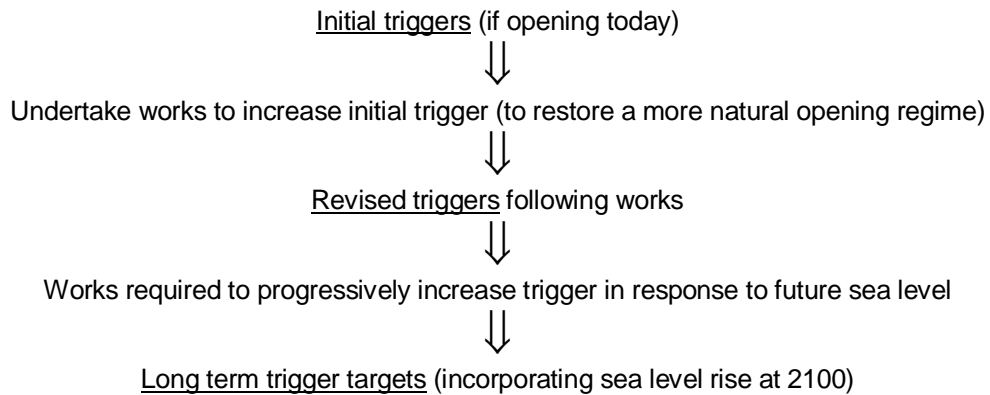 Initial triggers (if opening today)
Undertake works to increase initial trigger (to restore a more natural opening regime)
Revised triggers following works
Works required to progressively increase trigger in response to future sea level
Long term trigger targets (incorporating sea level rise at 2100)